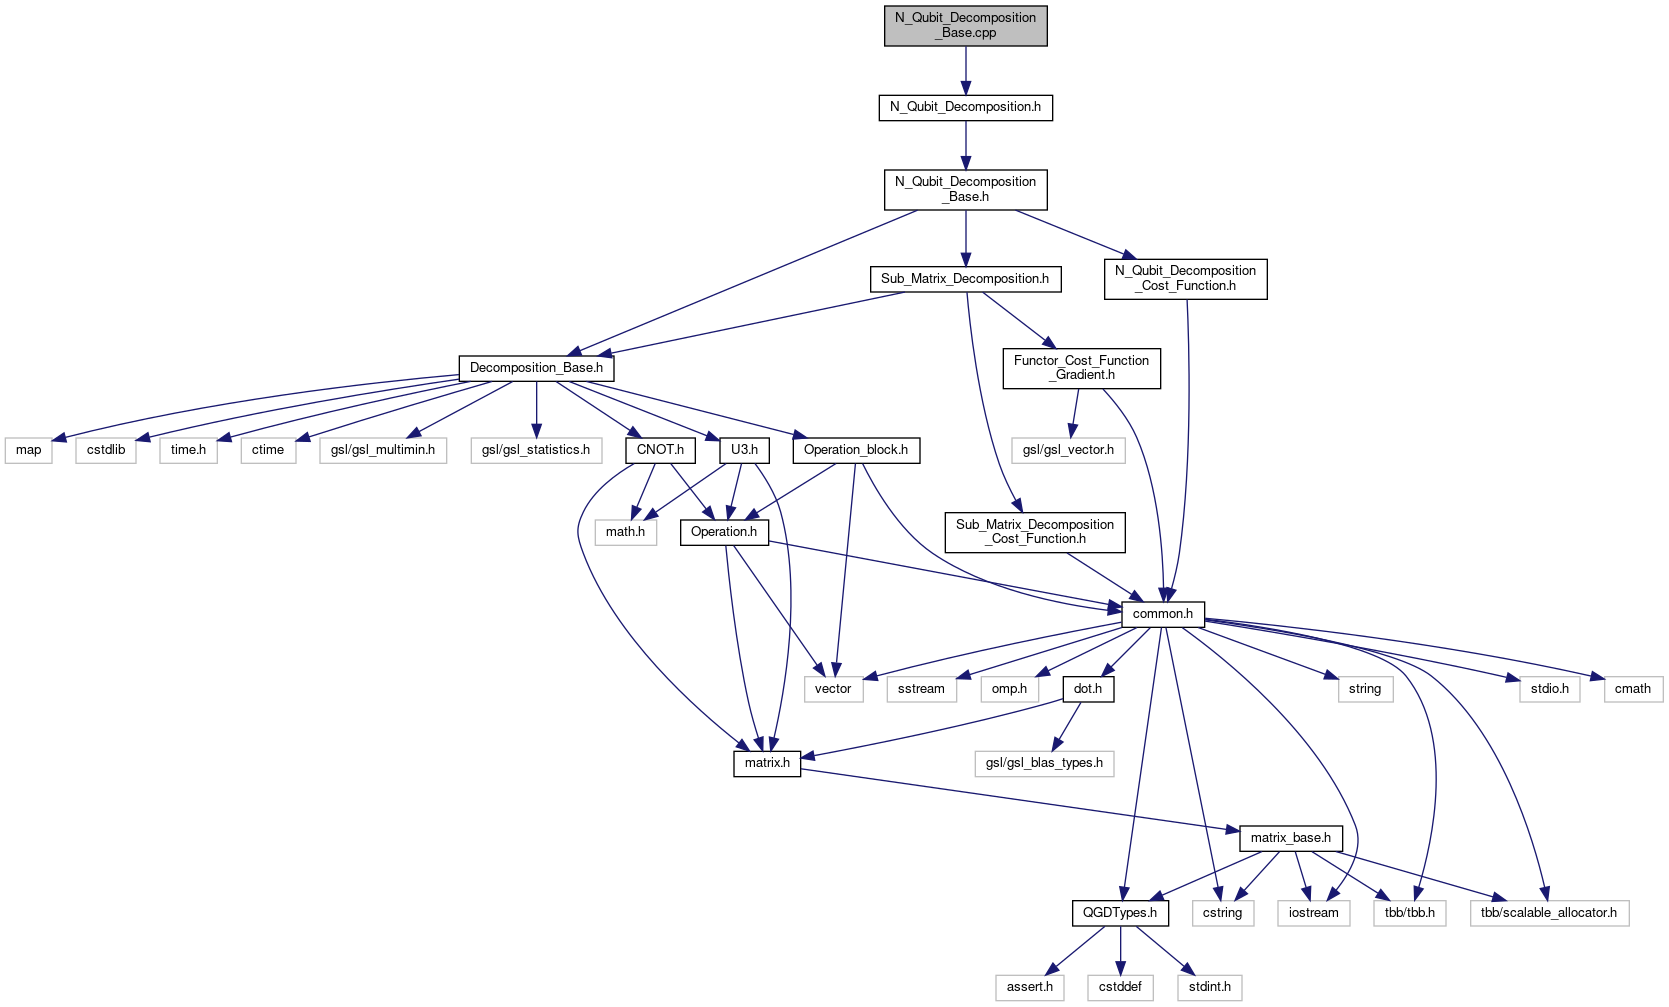 N_Qubit_Decomposition
_Base.cpp
N_Qubit_Decomposition.h
N_Qubit_Decomposition
_Base.h
Sub_Matrix_Decomposition.h
N_Qubit_Decomposition
_Cost_Function.h
Decomposition_Base.h
Functor_Cost_Function
_Gradient.h
map
cstdlib
time.h
ctime
gsl/gsl_multimin.h
gsl/gsl_statistics.h
CNOT.h
U3.h
Operation_block.h
gsl/gsl_vector.h
math.h
Operation.h
Sub_Matrix_Decomposition
_Cost_Function.h
common.h
vector
sstream
omp.h
dot.h
string
stdio.h
cmath
matrix.h
gsl/gsl_blas_types.h
matrix_base.h
QGDTypes.h
cstring
iostream
tbb/tbb.h
tbb/scalable_allocator.h
assert.h
cstddef
stdint.h